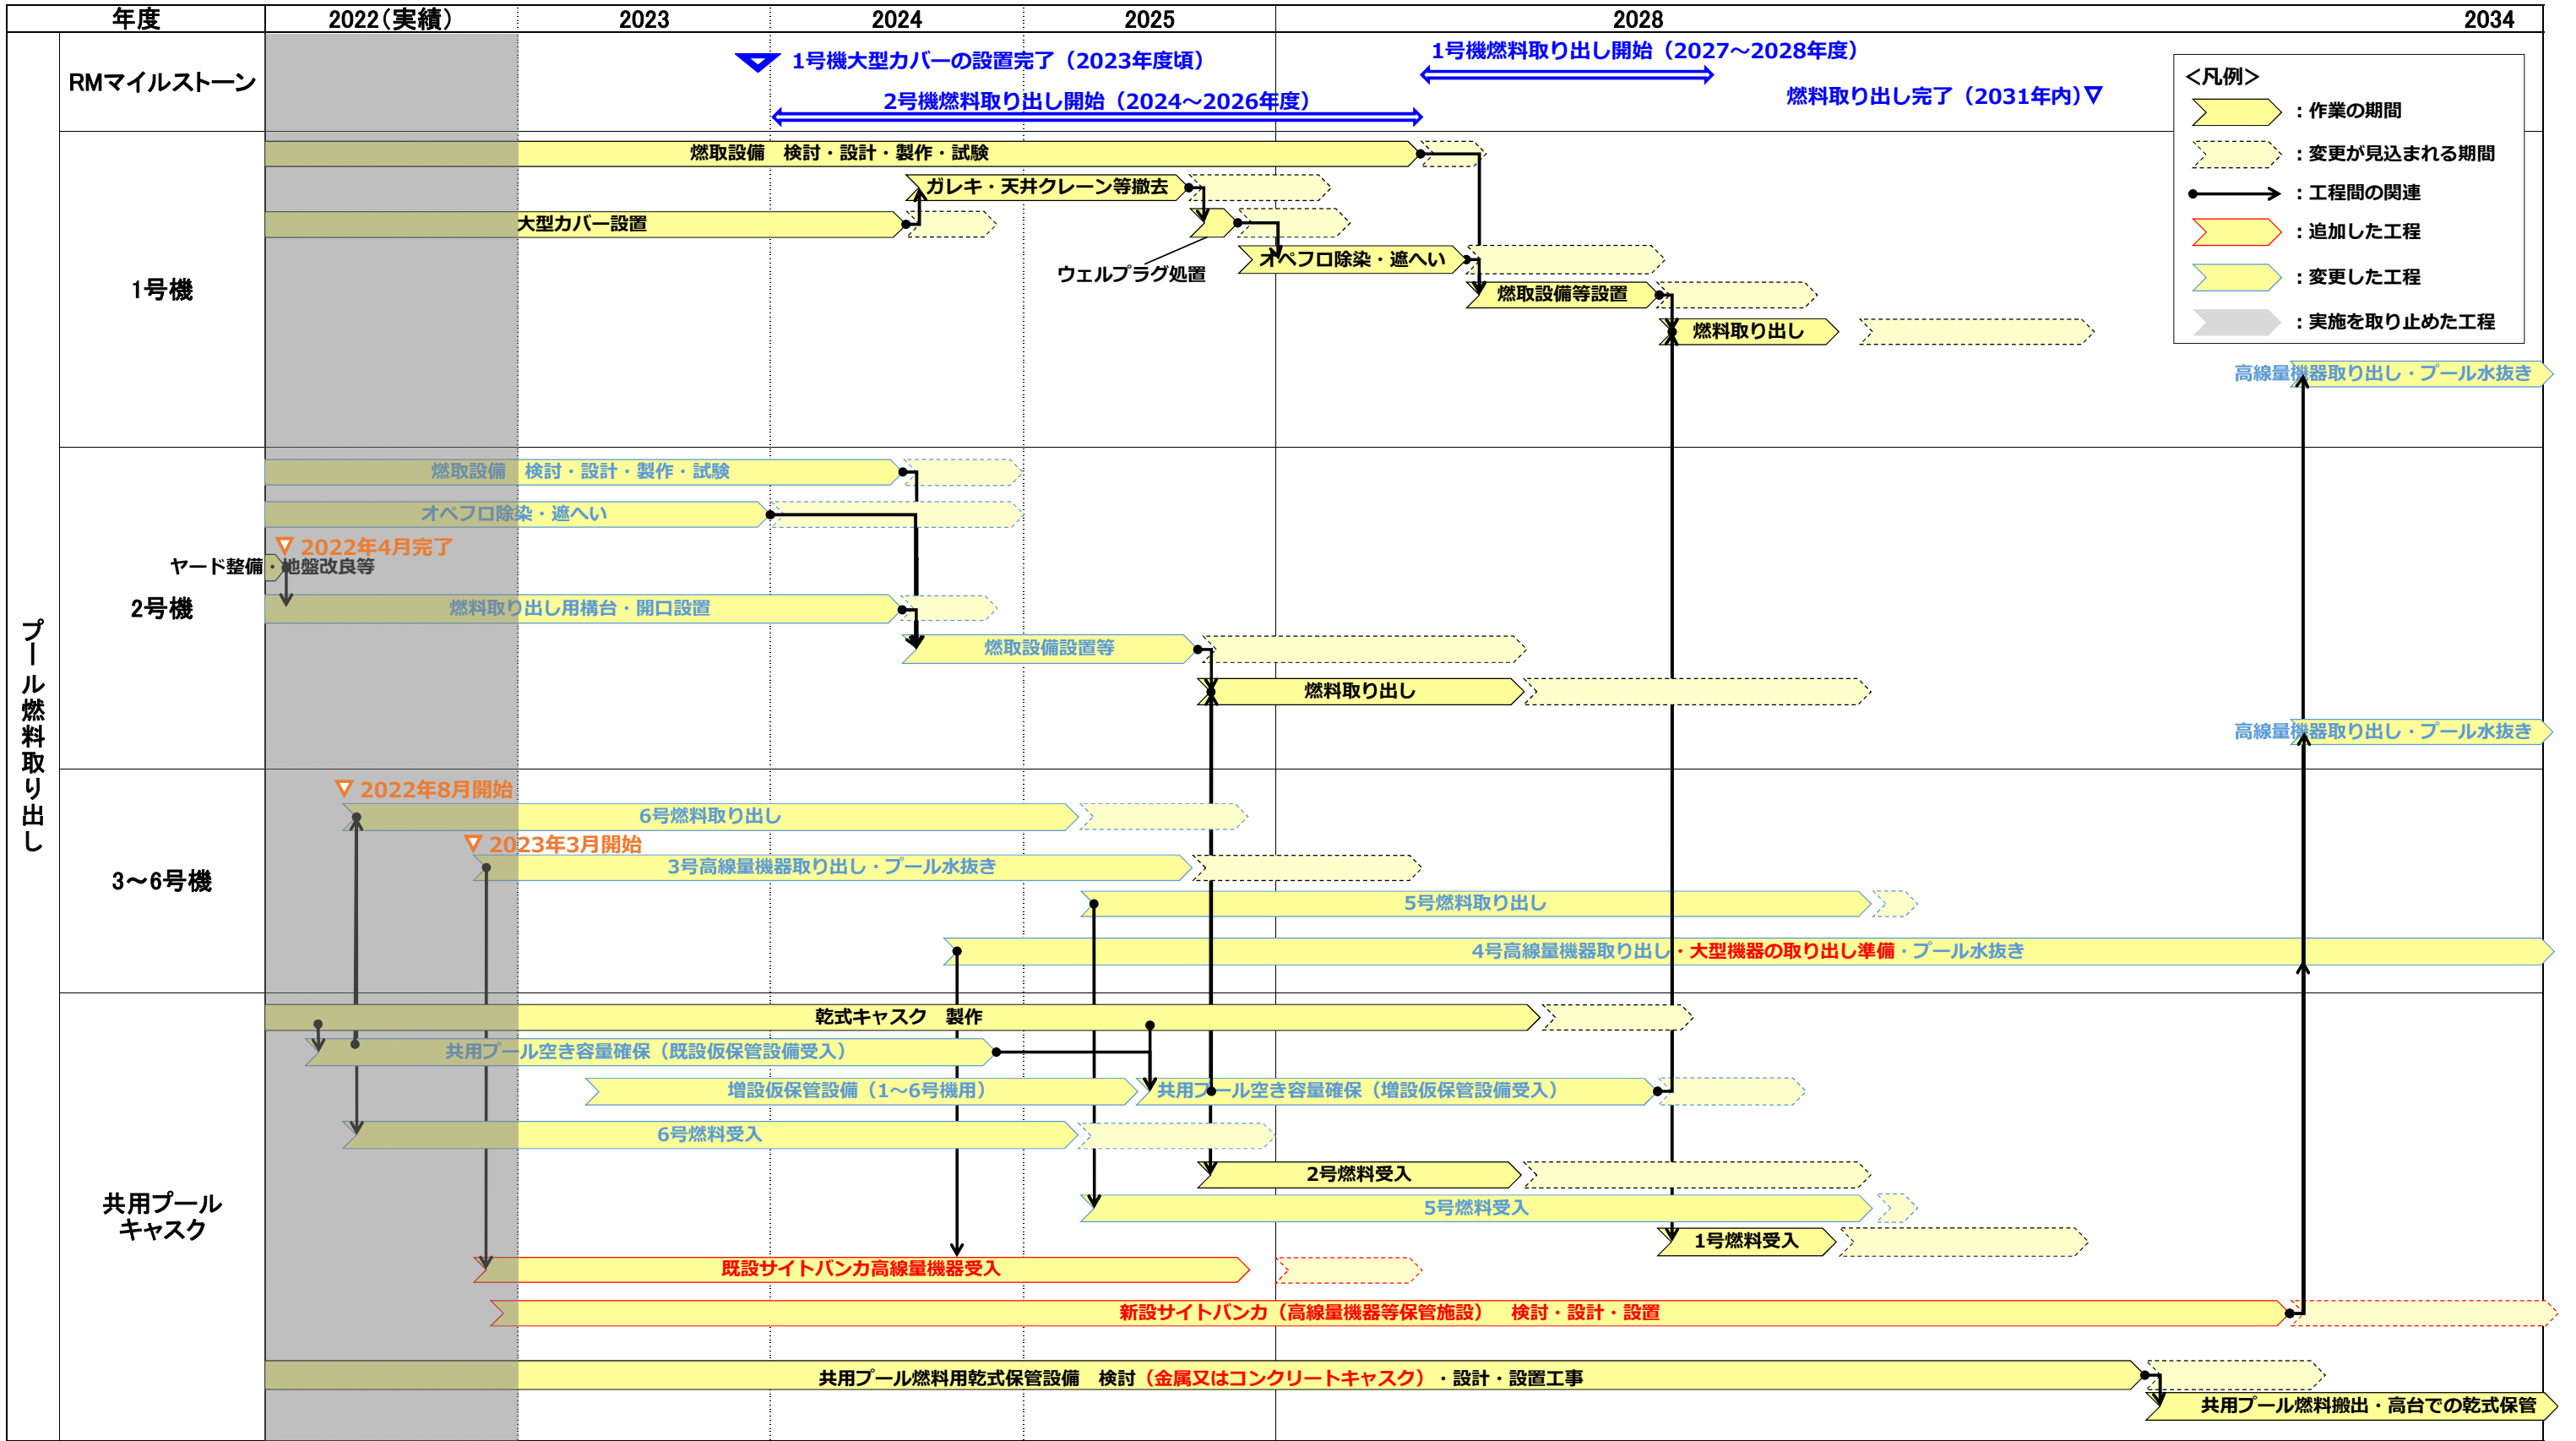 年度
2022(実績)
2023
2024
2025
2028
2034
プール燃料取り出し
RMマイルストーン
1号機大型カバーの設置完了（2023年度頃）
2号機燃料取り出し開始（2024～2026年度）
1号機燃料取り出し開始（2027～2028年度）
燃料取り出し完了（2031年内）
＜凡例＞
：作業の期間
：変更が見込まれる期間
：工程間の関連
：追加した工程
：変更した工程
：実施を取り止めた工程
1号機
燃取設備　検討・設計・製作・試験
ガレキ・天井クレーン等撤去
大型カバー設置
ウェルプラグ処置
オペフロ除染・遮へい
燃取設備等設置
燃料取り出し
高線量機器取り出し・プール水抜き
2号機
燃取設備　検討・設計・製作・試験
オペフロ除染・遮へい
2022年4月完了
ヤード整備・地盤改良等
燃料取り出し用構台・開口設置
燃取設備設置等
燃料取り出し
高線量機器取り出し・プール水抜き
3～6号機
2022年8月開始
6号燃料取り出し
2023年3月開始
3号高線量機器取り出し・プール水抜き
5号燃料取り出し
4号高線量機器取り出し・大型機器の取り出し準備・プール水抜き
共用プール
キャスク
乾式キャスク　製作
共用プール空き容量確保（既設仮保管設備受入）
増設仮保管設備（1～6号機用）
共用プール空き容量確保（増設仮保管設備受入）
6号燃料受入
2号燃料受入
5号燃料受入
1号燃料受入
既設サイトバンカ高線量機器受入
新設サイトバンカ（高線量機器等保管施設）　検討・設計・設置
共用プール燃料用乾式保管設備　検討（金属又はコンクリートキャスク）・設計・設置工事
共用プール燃料搬出・高台での乾式保管